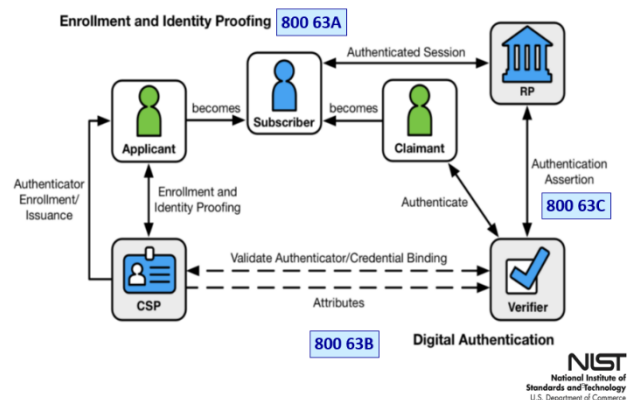 Enrollment and Identity Proofing 800 63A
Authenticated Session
RP
becomes
Subscriber
becomes
Applicant
Claimant
Authenticator
Enrollment/
Issuance
Enrollment and
Identity Proofing
Authenticate
Authentication
Assertion
800 63C
Validate Authenticator/Credential Binding
Attributes
CSP
Verifier
800 63B
Digital Authentication
NIST
National Institute of
Standards and Technology
U.S. Department of Commerce